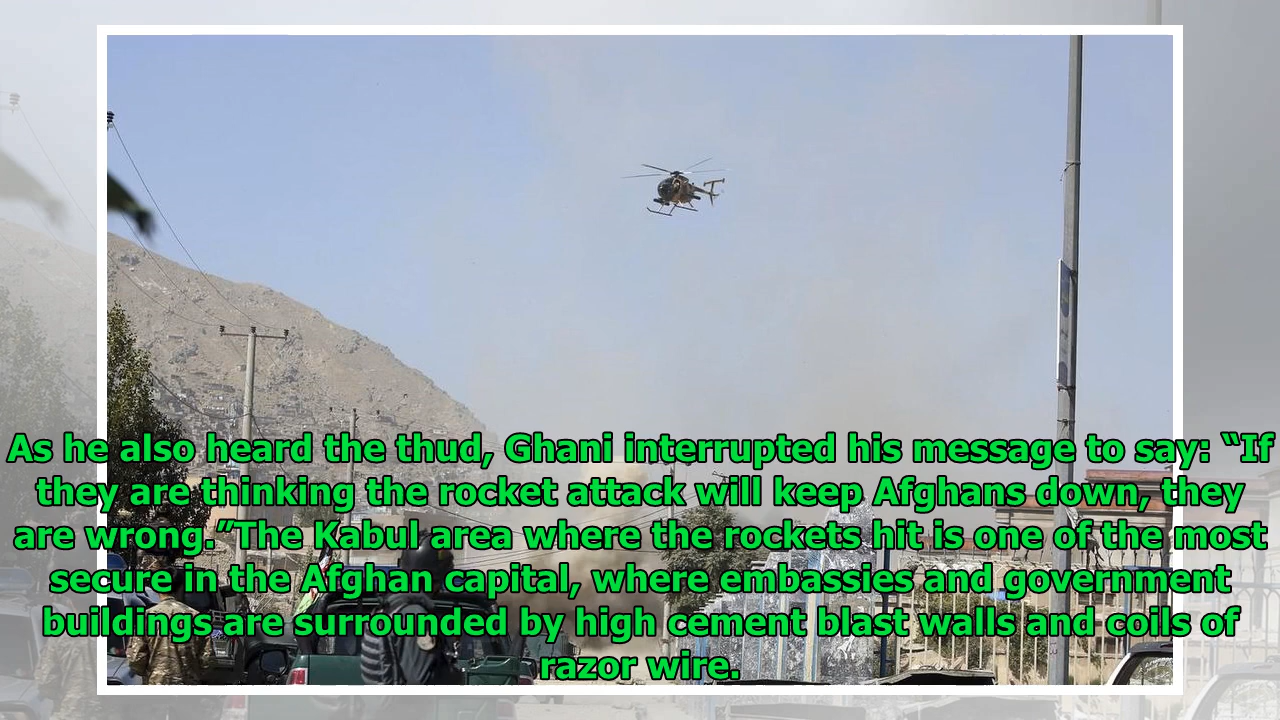 As he also heard the thud, Ghani interrupted his message to say: “If
they are thinking the rocket attack will keep Afghans down, they
are wrong.”The Kabul area where the rockets hit is one of the most
secure in the Afghan capital, where embassies and government
buildings are surrounded by high cement blast walls and coils of
razor wire.